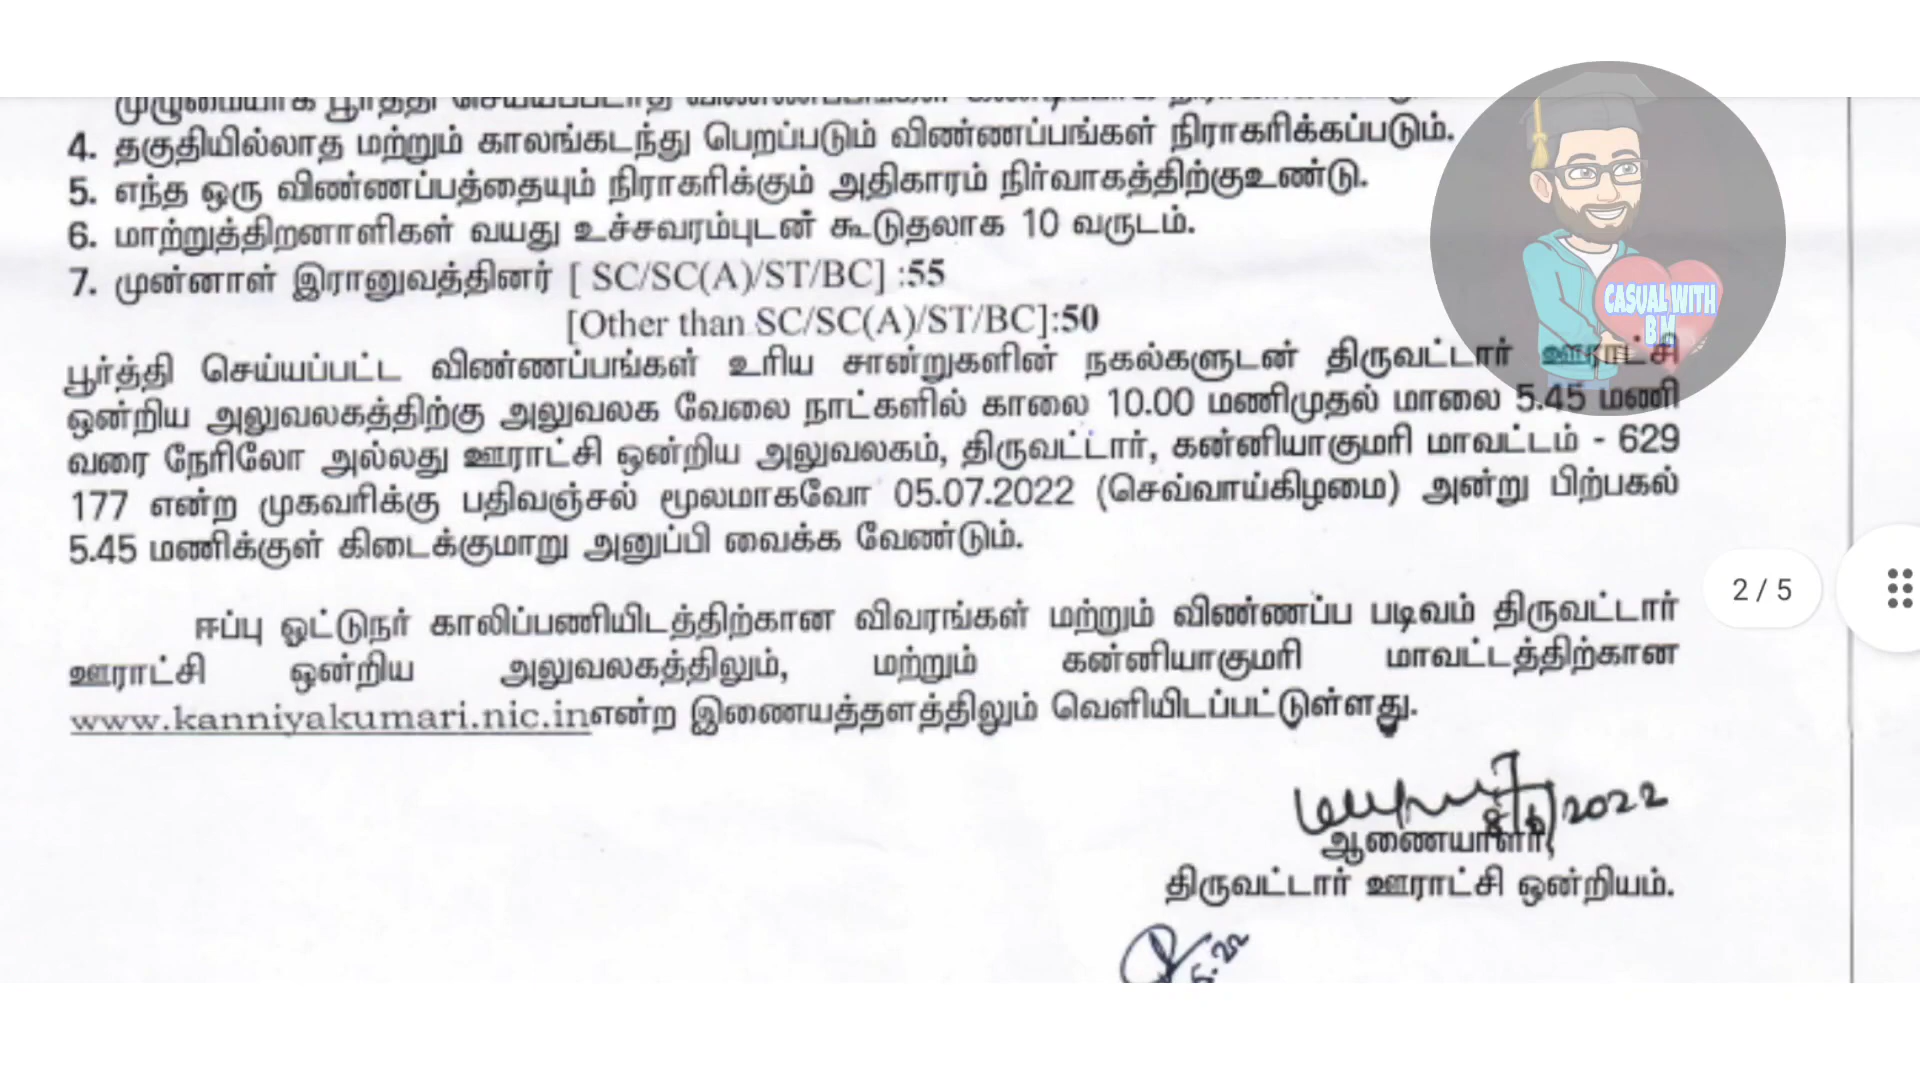 4. தகுதியில்லாத மற்றும் காலங்கடந்து பெறப்படும் விண்ணப்பங்கள் நிராகரிக்கப்படும்.
5. எந்த ஒரு விண்ணப்பத்தையும் நிராகரிக்கும் அதிகாரம் நிர்வாகத்திற்குஉண்டு.
6. மாற்றுத்திறனாளிகள் வயது உச்சவரம்புடன் கூடுதலாக 10 வருடம்.
7. முன்னாள் இரானுவத்தினர் [ SC/SC(A)/ST/BC] :55
[Other than SC/SC(A)/ST/BC]:50
CASUAL WITH
B M
பூர்த்தி செய்யப்பட்ட விண்ணப்பங்கள் உரிய சான்றுகளின் நகல்களுடன் திருவட்டார் ஊராட்சி
ஒன்றிய அலுவலகத்திற்கு அலுவலக வேலை நாட்களில் காலை 10.00 மணிமுதல் மாலை 5.45 மணி
வரை நேரிலோ அல்லது ஊராட்சி ஒன்றிய அலுவலகம், திருவட்டார், கன்னியாகுமரி மாவட்டம் - 629
177 என்ற முகவரிக்கு பதிவஞ்சல் மூலமாகவோ 05.07.2022 (செவ்வாய்கிழமை) அன்று பிற்பகல்
5.45 மணிக்குள் கிடைக்குமாறு அனுப்பி வைக்க வேண்டும்.
2 / 5
ஈப்பு ஓட்டுநர் காலிப்பணியிடத்திற்கான விவரங்கள் மற்றும் விண்ணப்ப படிவம் திருவட்டார்
ஊராட்சி ஒன்றிய அலுவலகத்திலும், மற்றும் கன்னியாகுமரி மாவட்டத்திற்கான
www.kanniyakumari.nic.inஎன்ற இணையத்தளத்திலும் வெளியிடப்பட்டுள்ளது.
8/6/2022
ஆணையாளர்,
திருவட்டார் ஊராட்சி ஒன்றியம்.